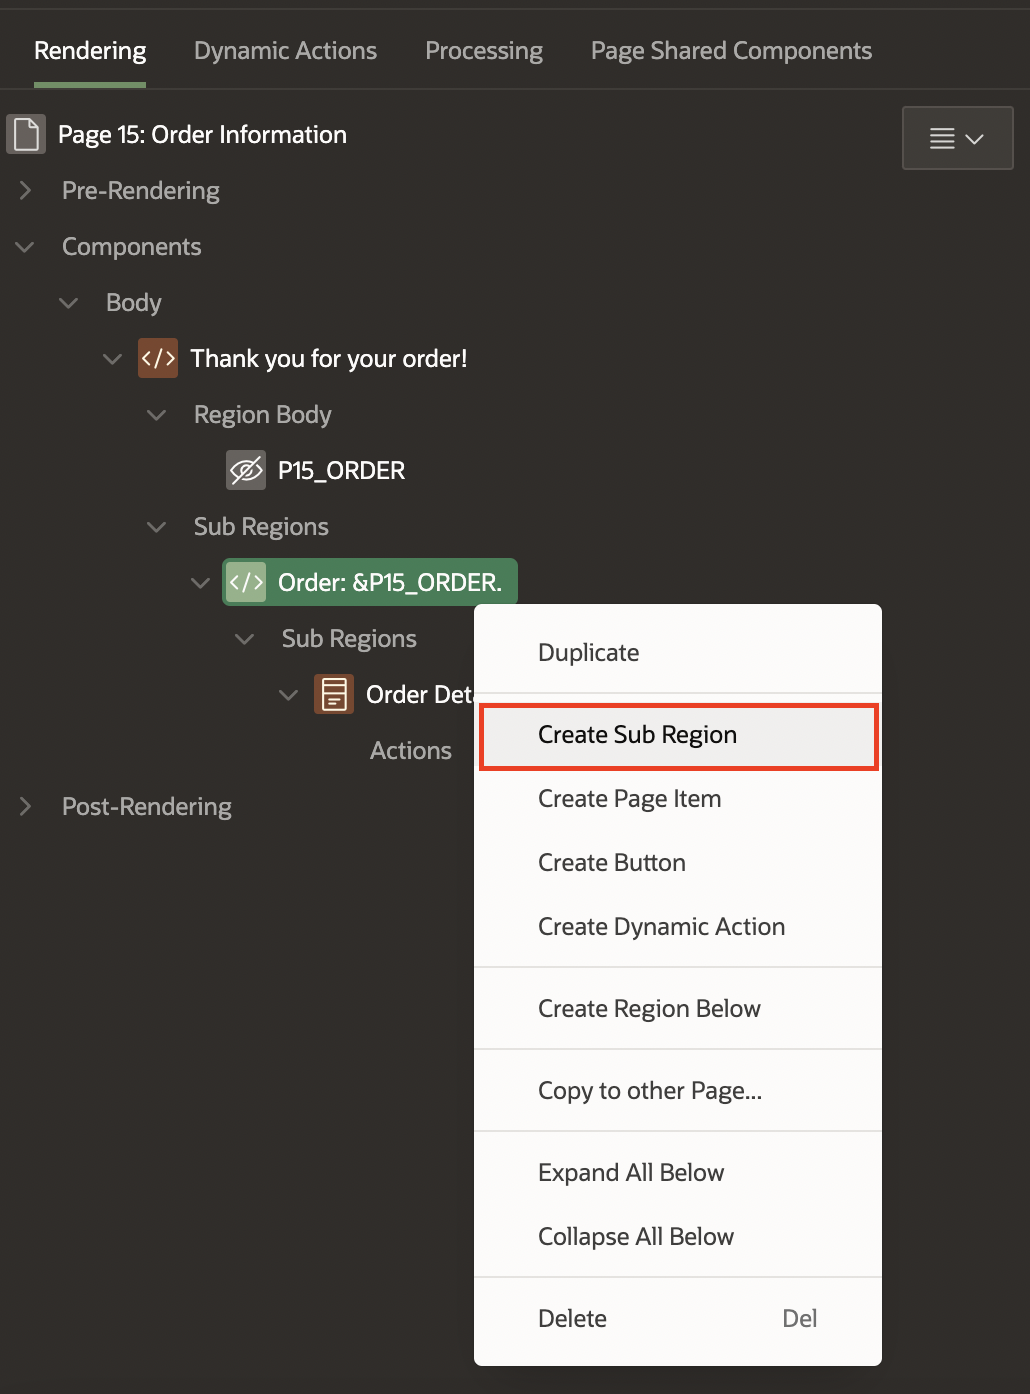 Rendering Dynamic Actions Processing Page Shared Components
Page 15: Order Information
Pre-Rendering
Components
Body
</> Thank you for your order!
Region Body
P15_ORDER
Sub Regions
</> Order: &P15_ORDER.
Sub Regions
Order Deta
Actions
Post-Rendering
Duplicate
Create Sub Region
Create Page Item
Create Button
Create Dynamic Action
Create Region Below
Copy to other Page...
Expand All Below
Collapse All Below
Delete Del